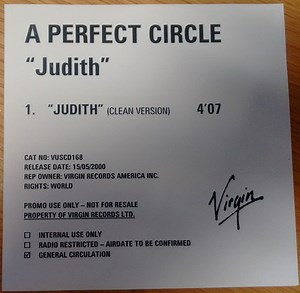 A PERFECT CIRCLE
“Judith”
1. “JUDITH” (CLEAN VERSION) 4’07
CAT NO: VUSCD168
RELEASE DATE: 15/05/2000
REP OWNER: VIRGIN RECORDS AMERICA INC.
RIGHTS: WORLD
PROMO USE ONLY – NOT FOR RESALE
PROPERTY OF VIRGIN RECORDS LTD.
Virgin
☐ INTERNAL USE ONLY
☐ RADIO RESTRICTED – AIRDATE TO BE CONFIRMED
☑ GENERAL CIRCULATION